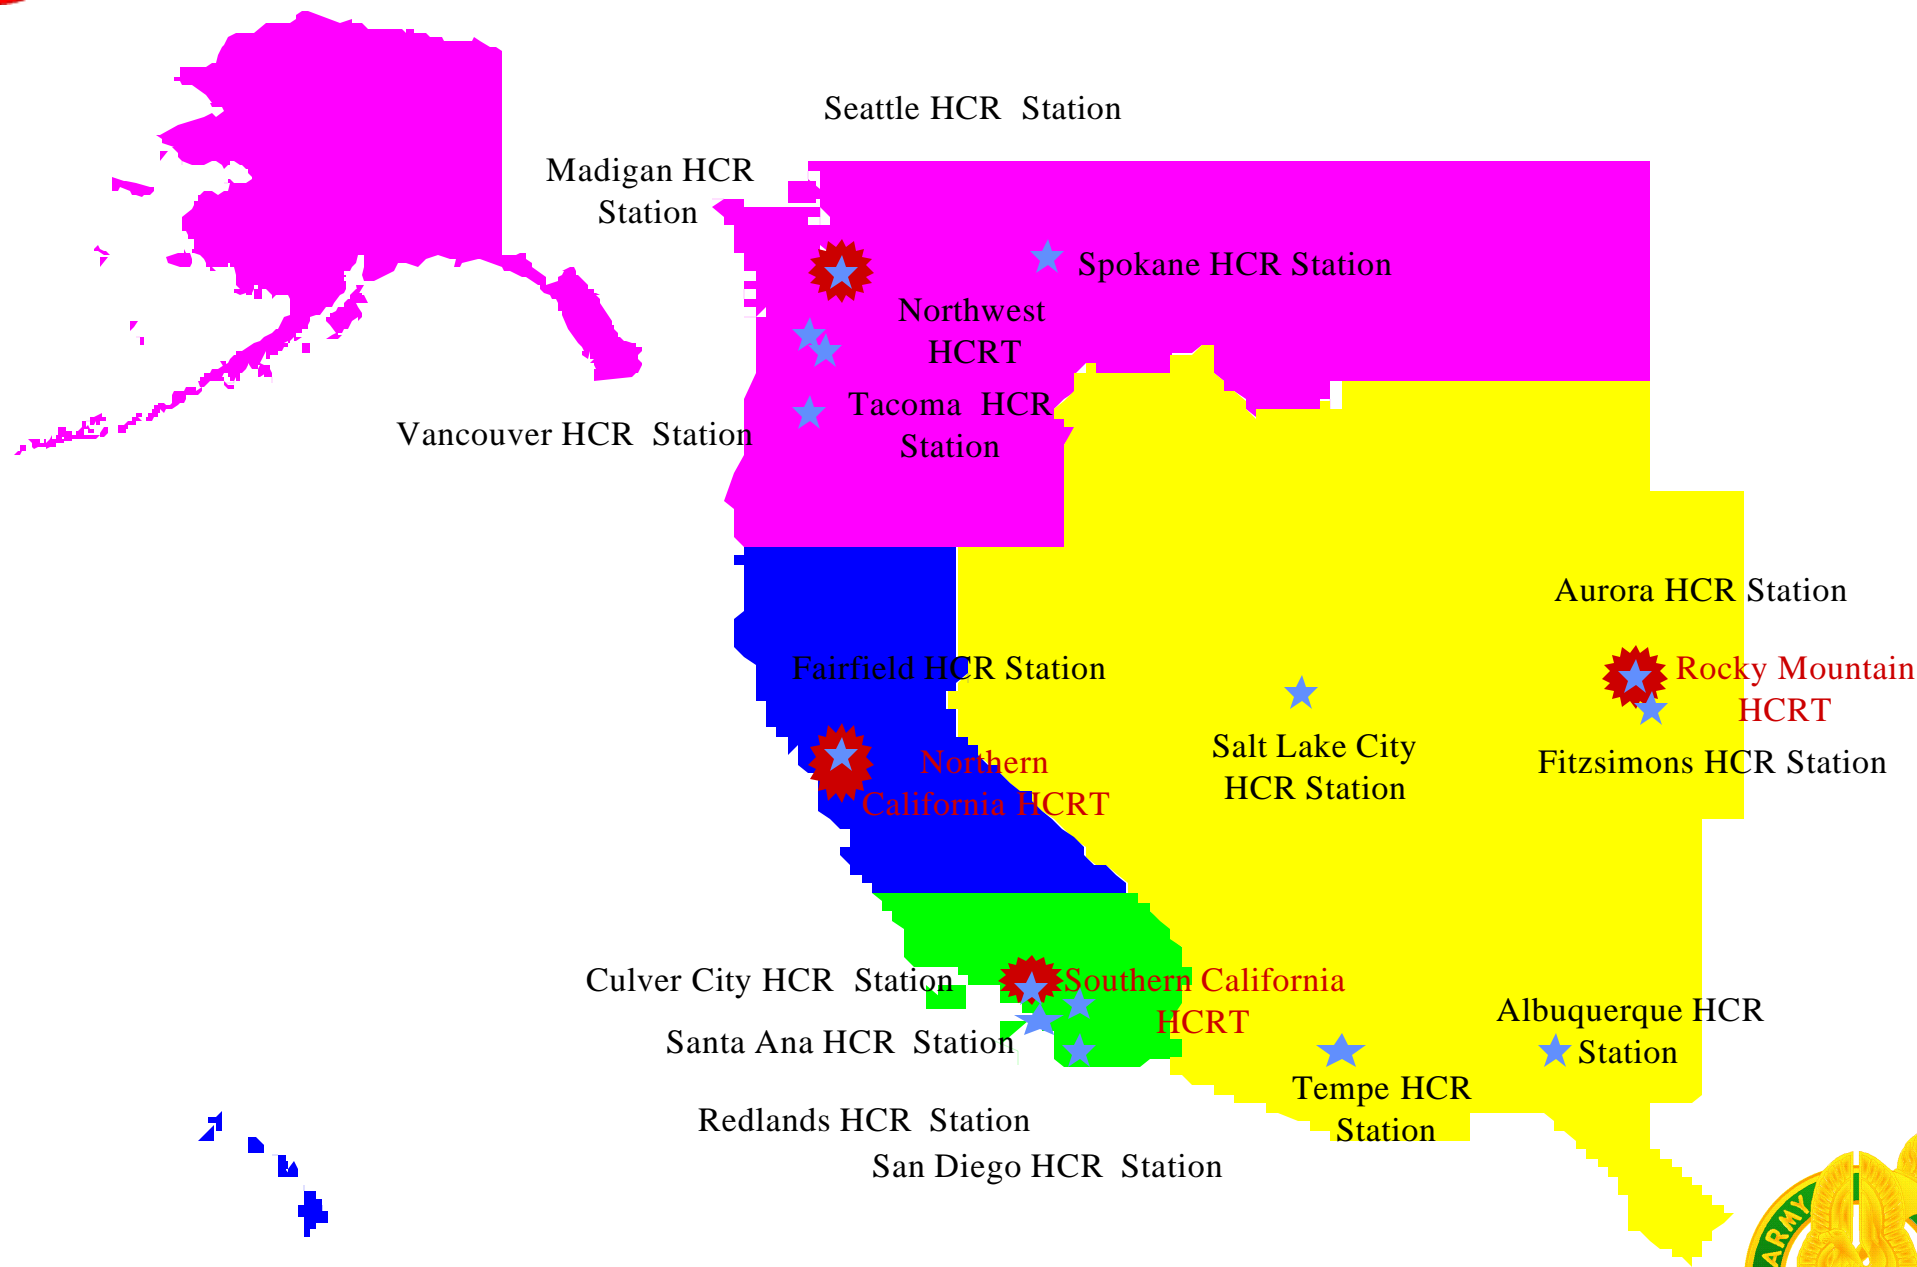 Seattle HCR Station
Madigan HCR
Station
Spokane HCR Station
Northwest
HCRT
Tacoma HCR
Station
Vancouver HCR Station
Aurora HCR Station
Fairfield HCR Station
Rocky Mountain
HCRT
Salt Lake City
HCR Station
Fitzsimons HCR Station
Northern
California HCRT
Culver City HCR Station
Southern California
HCRT
Santa Ana HCR Station
Albuquerque HCR
Station
Tempe HCR
Station
Redlands HCR Station
San Diego HCR Station
ARMY